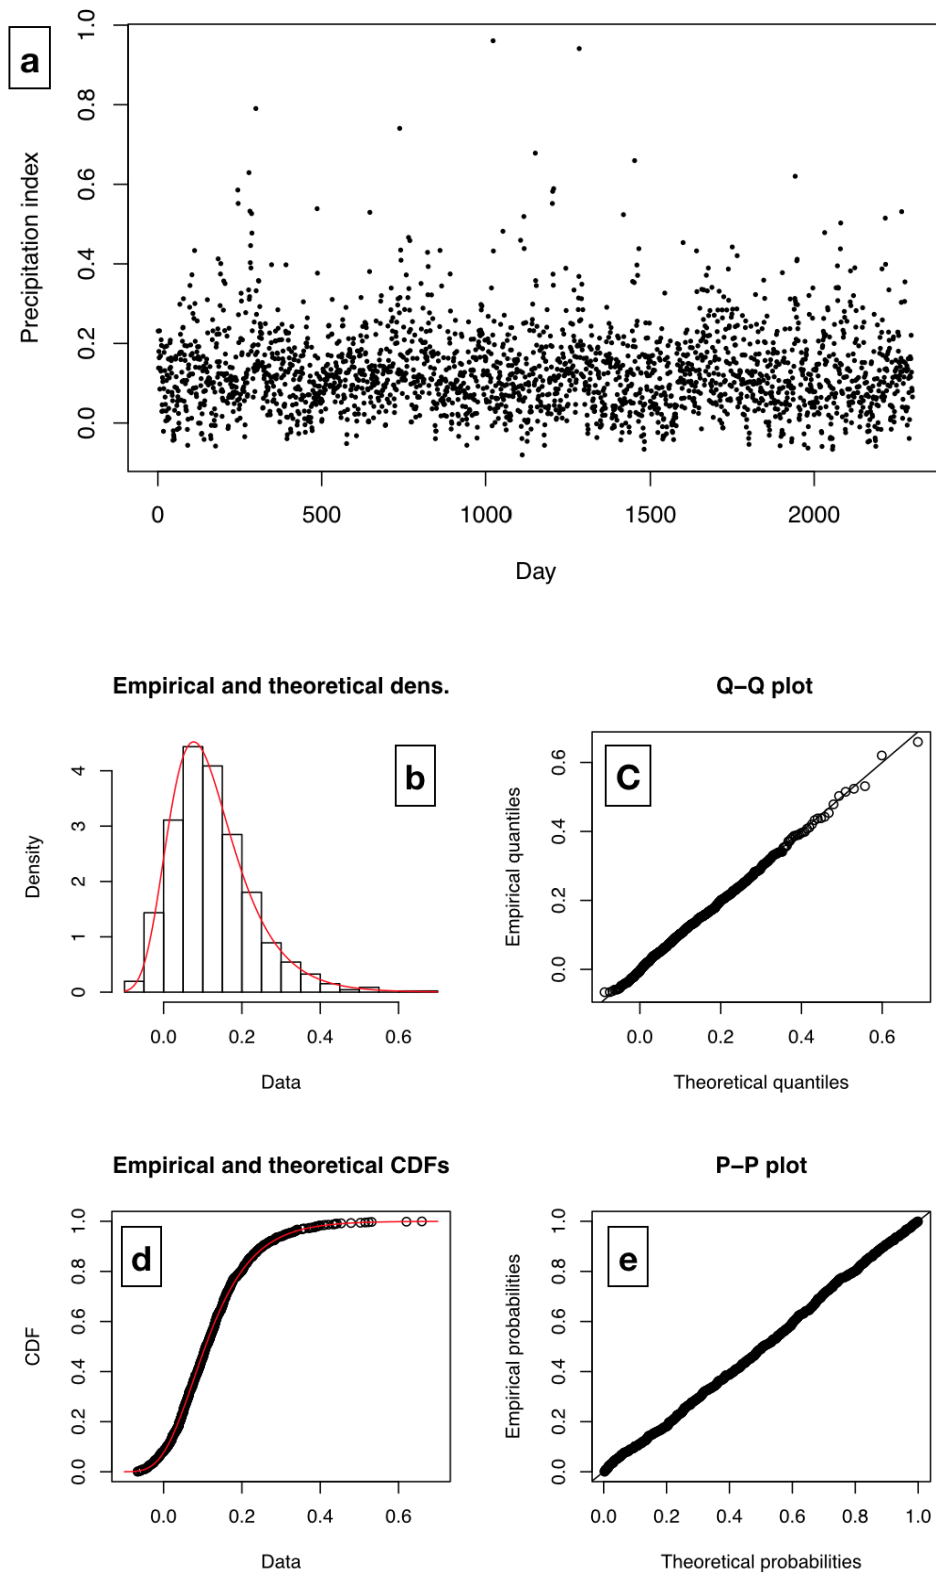 a
Precipitation index
1.0
0.8
0.6
0.4
0.2
0.0
0 500 1000 1500 2000
Day
Empirical and theoretical dens.
b
Density
4
3
2
1
0
0.0 0.2 0.4 0.6
Data
Q–Q plot
C
Empirical quantiles
0.6
0.4
0.2
0.0
0.0 0.2 0.4 0.6
Theoretical quantiles
Empirical and theoretical CDFs
d
CDF
1.0
0.8
0.6
0.4
0.2
0.0
0.0 0.2 0.4 0.6
Data
P–P plot
e
Empirical probabilities
1.0
0.8
0.6
0.4
0.2
0.0
0.0 0.2 0.4 0.6 0.8 1.0
Theoretical probabilities